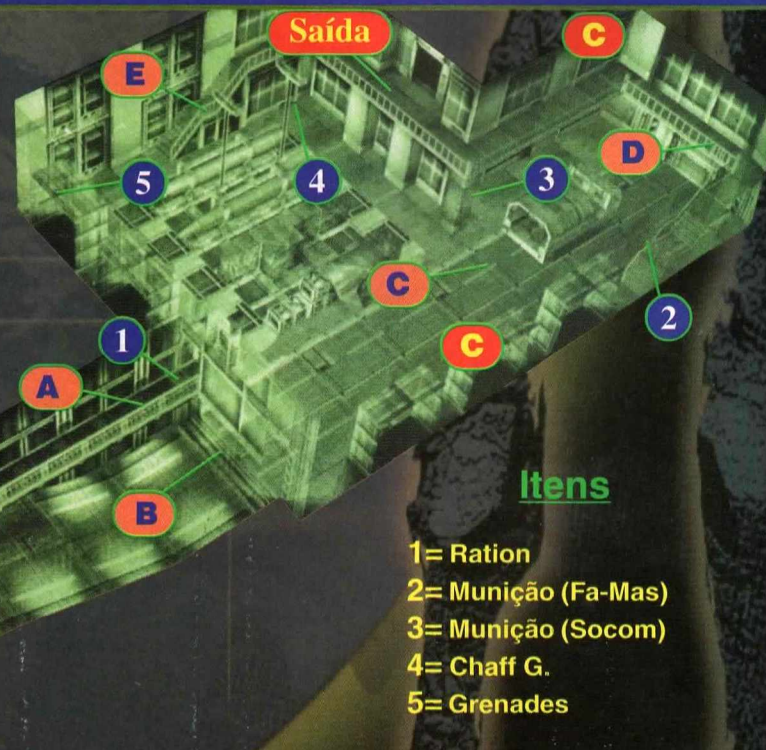 Saída
C
E
D
5
4
3
C
2
1
C
A
B
Itens
1= Ration
2= Munição (Fa-Mas)
3= Munição (Socom)
4= Chaff G.
5= Grenades